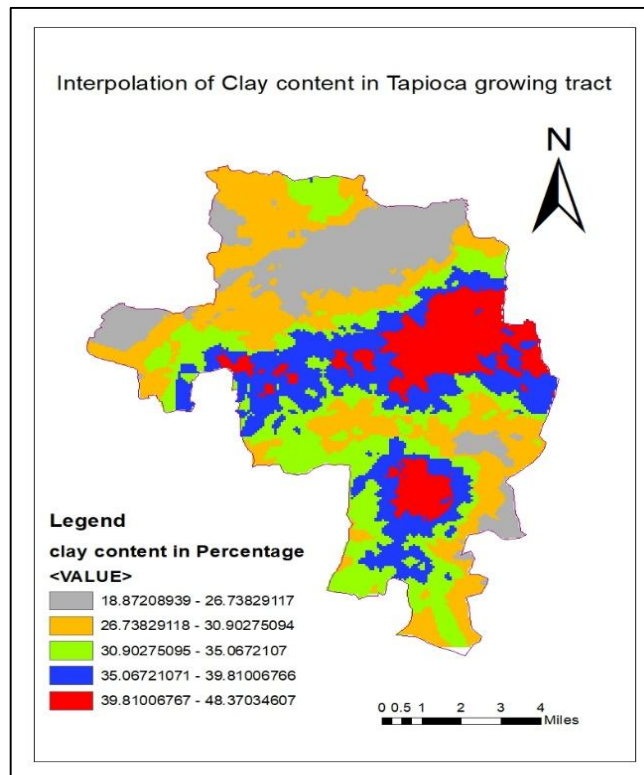 Interpolation of Clay content in Tapioca growing tract
N
Legend
clay content in Percentage
<VALUE>
18.87208939 - 26.73829117
26.73829118 - 30.90275094
30.90275095 - 35.0672107
35.06721071 - 39.81006766
39.81006767 - 48.37034607
0 0.5 1 2 3 4
Miles